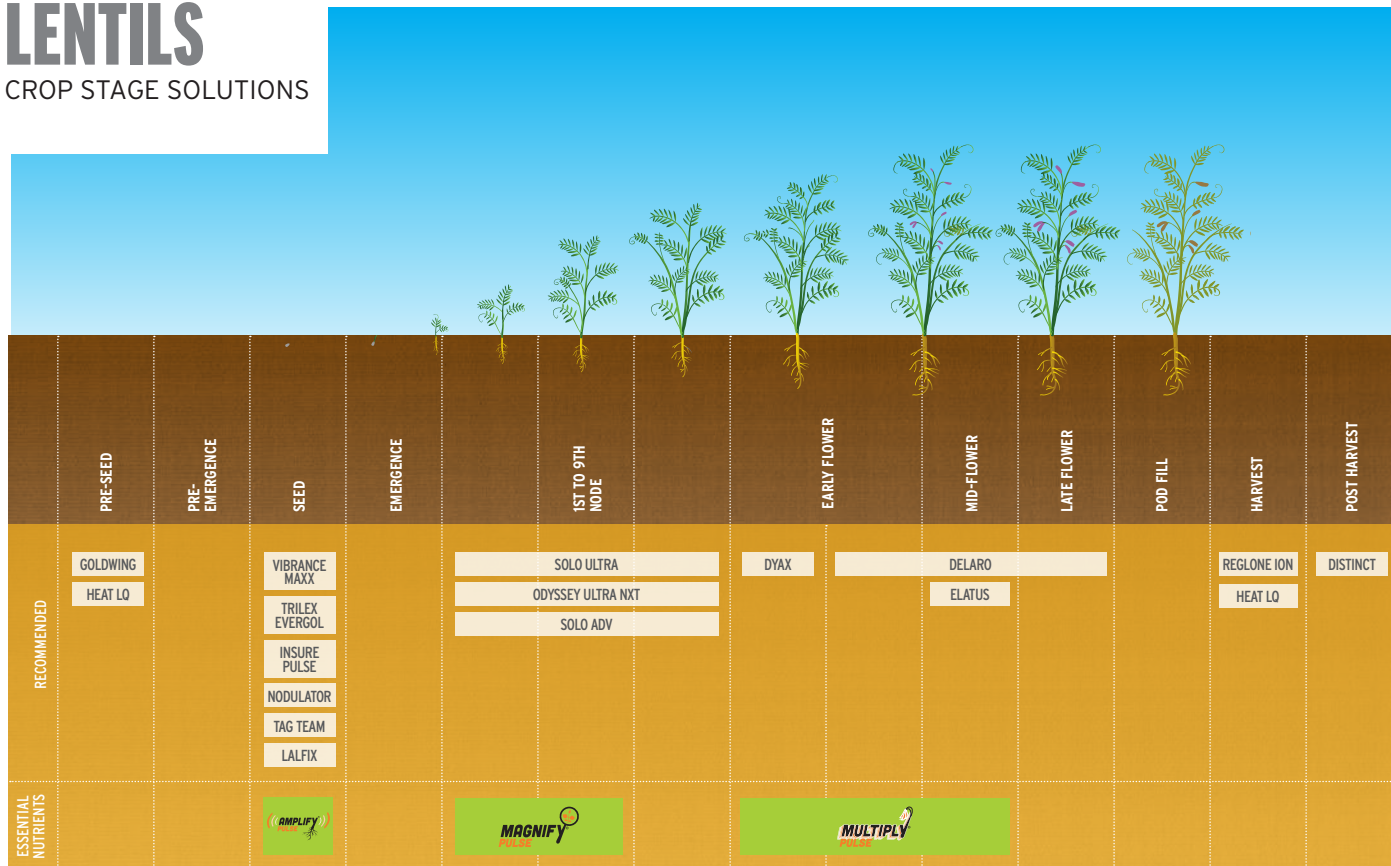 LENTILS
CROP STAGE SOLUTIONS
PRE-SEED
PRE-
EMERGENCE
SEED
EMERGENCE
1ST TO 9TH
NODE
EARLY FLOWER
MID-FLOWER
LATE FLOWER
POD FILL
HARVEST
POST HARVEST
RECOMMENDED
GOLDWING
HEAT LQ
VIBRANCE
MAXX
TRILEX
EVERGOL
INSURE
PULSE
NODULATOR
TAG TEAM
LALFIX
SOLO ULTRA
ODYSSEY ULTRA NXT
SOLO ADV
DYAX
DELARO
ELATUS
REGLONE ION
HEAT LQ
DISTINCT
ESSENTIAL
NUTRIENTS
AMPLIFY
PULSE
MAGNIFY
PULSE
MULTIPLY
PULSE